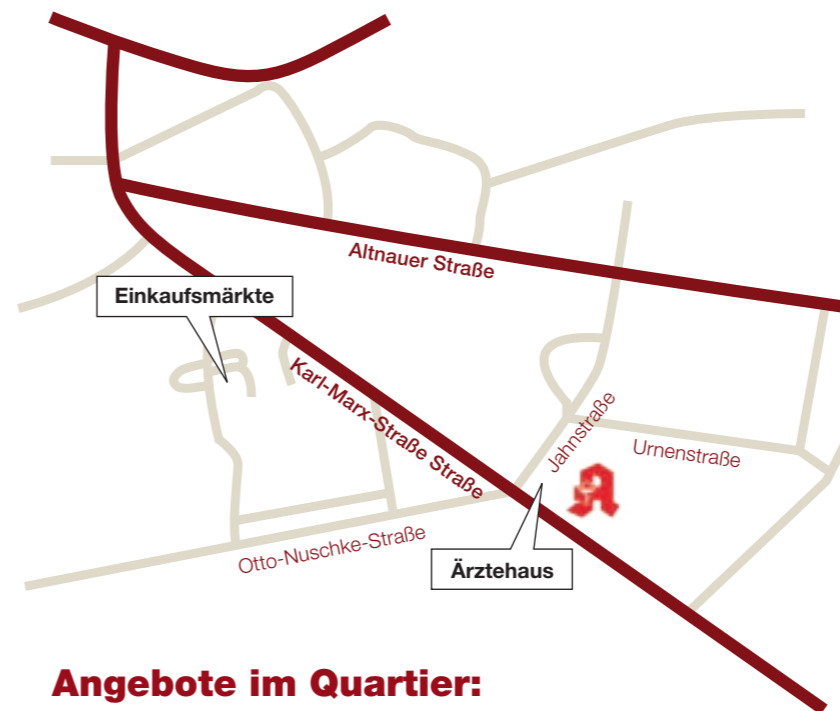 Altnauer Straße
Einkaufsmärkte
Karl-Marx-Straße Straße
Jahnstraße
Urnenstraße
Otto-Nuschke-Straße
Ärztehaus
Angebote im Quartier: